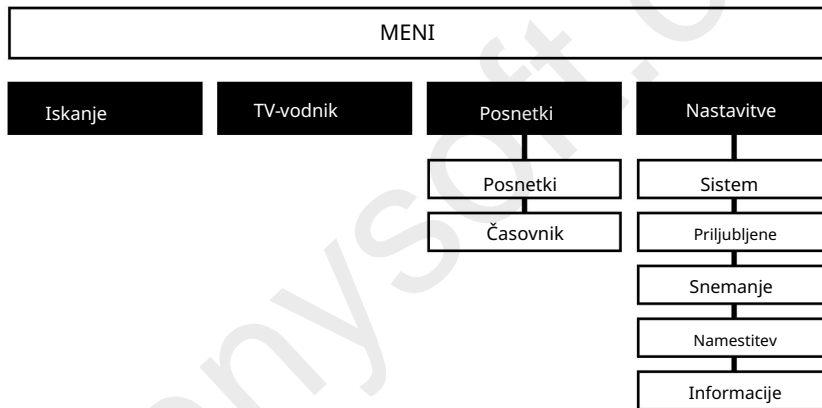 MENI
Iskanje
TV-vodnik
Posnetki
Nastavitve
Posnetki
Sistem
Časovnik
Priljubljene
Snemanje
Namestitev
Informacije